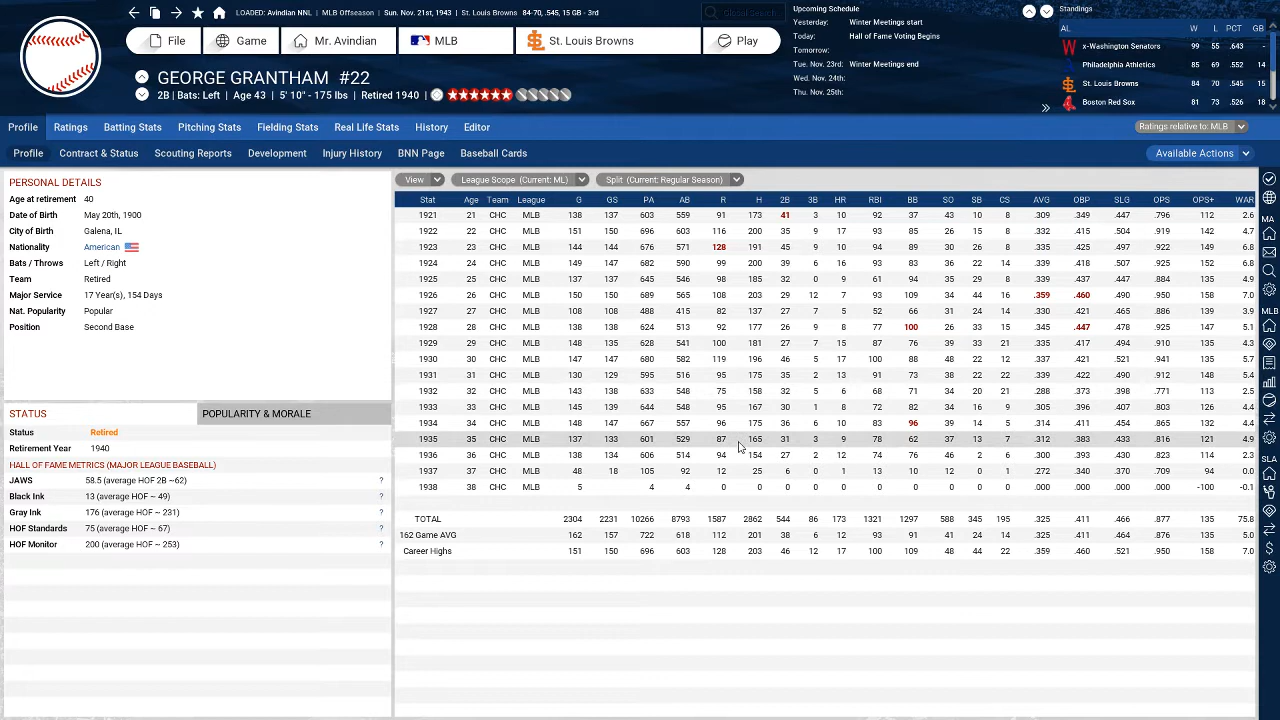 LOADED: Avindian NNL | MLB Offseason | Sun. Nov. 21st, 1943 | St. Louis Browns 84-70, .545, 15 GB - 3rd
Global search
File Game Mr. Avindian MLB St. Louis Browns Play
GEORGE GRANTHAM #22
2B | Bats: Left | Age 43 | 5' 10" - 175 lbs | Retired 1940 |
Upcoming Schedule
Yesterday: Winter Meetings start
Today: Hall of Fame Voting Begins
Tomorrow:
Tue. Nov. 23rd: Winter Meetings end
Wed. Nov. 24th:
Thu. Nov. 25th:
Standings
AL W L PCT GB
x-Washington Senators 99 55 .643 -
Philadelphia Athletics 85 69 .552 14
St. Louis Browns 84 70 .545 15
Boston Red Sox 81 73 .526 18
Profile Ratings Batting Stats Pitching Stats Fielding Stats Real Life Stats History Editor
Ratings relative to: MLB
Profile Contract & Status Scouting Reports Development Injury History BNN Page Baseball Cards
Available Actions
PERSONAL DETAILS
Age at retirement 40
Date of Birth May 20th, 1900
City of Birth Galena, IL
Nationality American
Bats / Throws Left / Right
Team Retired
Major Service 17 Year(s), 154 Days
Nat. Popularity Popular
Position Second Base
STATUS POPULARITY & MORALE
Status Retired
Retirement Year 1940
HALL OF FAME METRICS (MAJOR LEAGUE BASEBALL)
JAWS 58.5 (average HOF 2B ~62) ?
Black Ink 13 (average HOF ~ 49) ?
Gray Ink 176 (average HOF ~ 231) ?
HOF Standards 75 (average HOF ~ 67) ?
HOF Monitor 200 (average HOF ~ 253) ?
View League Scope (Current: ML) Split (Current: Regular Season)
Stat Age Team League G GS PA AB R H 2B 3B HR RBI BB SO SB CS AVG OBP SLG OPS OPS+ WAR
1921 21 CHC MLB 138 137 603 559 91 173 41 3 10 92 37 43 10 8 .309 .349 .447 .796 112 2.6
1922 22 CHC MLB 151 150 696 603 116 200 35 9 17 93 85 26 15 8 .332 .415 .504 .919 142 4.7
1923 23 CHC MLB 144 144 676 571 128 191 45 9 10 94 89 26 30 8 .335 .425 .497 .922 149 6.8
1924 24 CHC MLB 149 147 682 590 99 200 39 6 16 93 83 36 22 14 .339 .418 .507 .925 152 6.8
1925 25 CHC MLB 137 137 645 546 98 185 32 0 9 61 94 35 29 8 .339 .437 .447 .884 135 4.9
1926 26 CHC MLB 150 150 689 565 108 203 29 12 7 93 109 34 44 16 .359 .460 .490 .950 158 7.0
1927 27 CHC MLB 108 108 488 415 82 137 35 7 5 52 66 31 24 14 .330 .421 .465 .886 139 3.9
1928 28 CHC MLB 138 138 624 513 92 177 26 9 8 77 100 26 33 15 .345 .447 .478 .925 147 5.1
1929 29 CHC MLB 148 135 628 541 100 181 27 7 15 87 76 39 33 21 .335 .417 .494 .910 135 4.3
1930 30 CHC MLB 147 147 680 582 119 196 46 5 17 100 88 48 22 12 .337 .421 .521 .941 135 5.7
1931 31 CHC MLB 130 129 595 516 95 175 35 2 13 91 73 38 22 22 .339 .422 .490 .912 148 5.4
1932 32 CHC MLB 143 138 633 548 75 158 27 3 6 68 71 34 20 21 .288 .373 .398 .771 113 2.5
1933 33 CHC MLB 145 139 644 548 95 167 30 1 8 72 82 34 16 9 .305 .396 .407 .803 126 4.4
1934 34 CHC MLB 148 147 667 557 96 175 36 6 10 83 96 39 14 5 .314 .411 .454 .865 132 4.4
1935 35 CHC MLB 137 133 601 529 87 165 31 3 9 78 62 37 13 7 .312 .383 .433 .816 121 4.9
1936 36 CHC MLB 138 134 606 514 94 154 27 2 12 74 76 46 2 6 .300 .393 .430 .823 114 2.3
1937 37 CHC MLB 48 18 105 92 12 25 6 0 1 13 10 12 0 1 .272 .340 .370 .709 94 0.0
1938 38 CHC MLB 5 4 4 0 0 0 0 0 0 0 0 0 0 .000 .000 .000 .000 -100 -0.1
TOTAL 2304 2231 10266 8793 1587 2862 544 86 173 1321 1297 588 345 195 .325 .411 .466 .877 135 75.8
162 Game AVG 162 157 722 618 112 201 38 6 12 93 91 41 24 14 .325 .411 .464 .876 135 5.0
Career Highs 151 150 696 603 128 203 46 12 17 100 109 48 44 22 .359 .460 .521 .950 158 7.0
MA
MLB
SLA